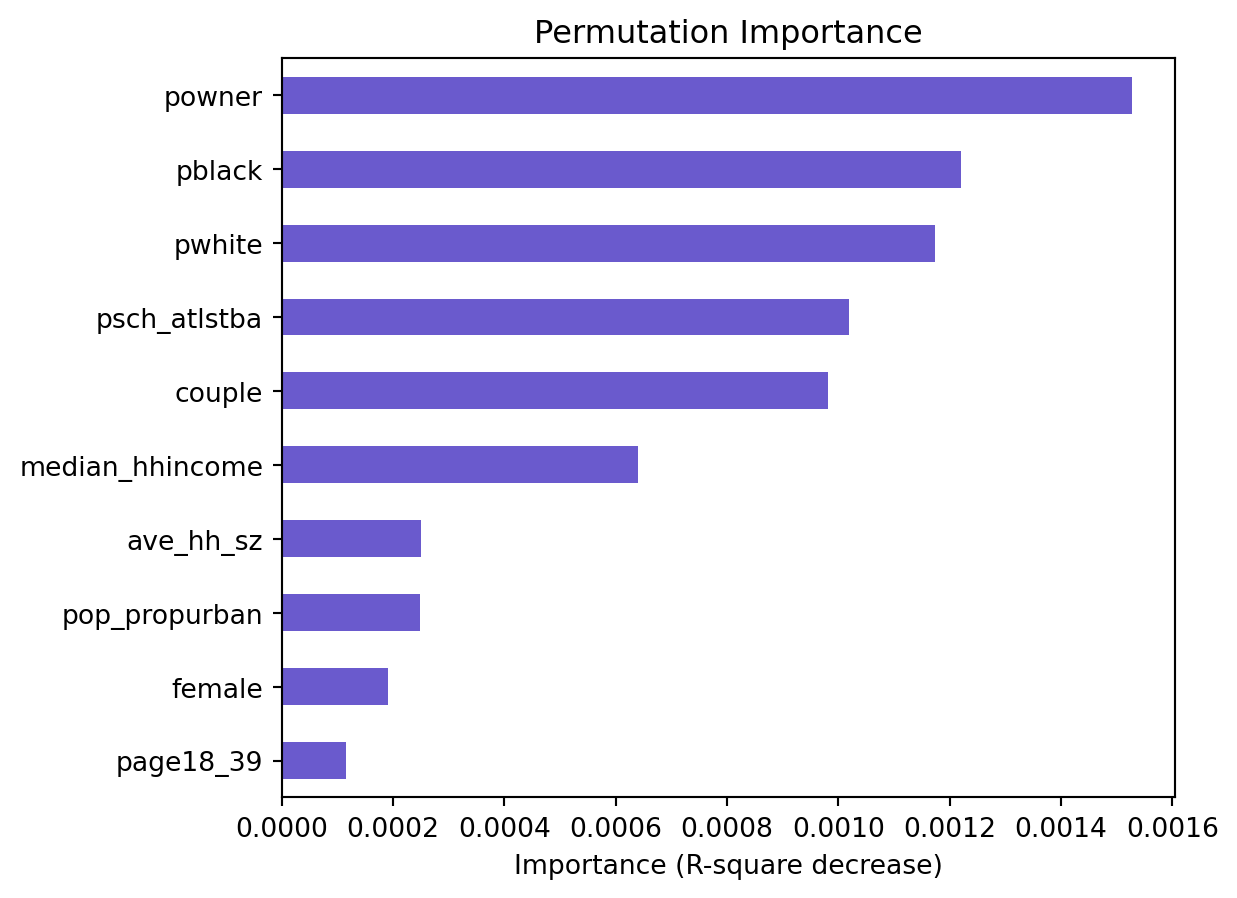 Permutation Importance
powner
pblack
pwhite
psch_atlstba
couple
median_hhincome
ave_hh_sz
pop_propurban
female
page18_39
0.0000 0.0002 0.0004 0.0006 0.0008 0.0010 0.0012 0.0014 0.0016
Importance (R-square decrease)